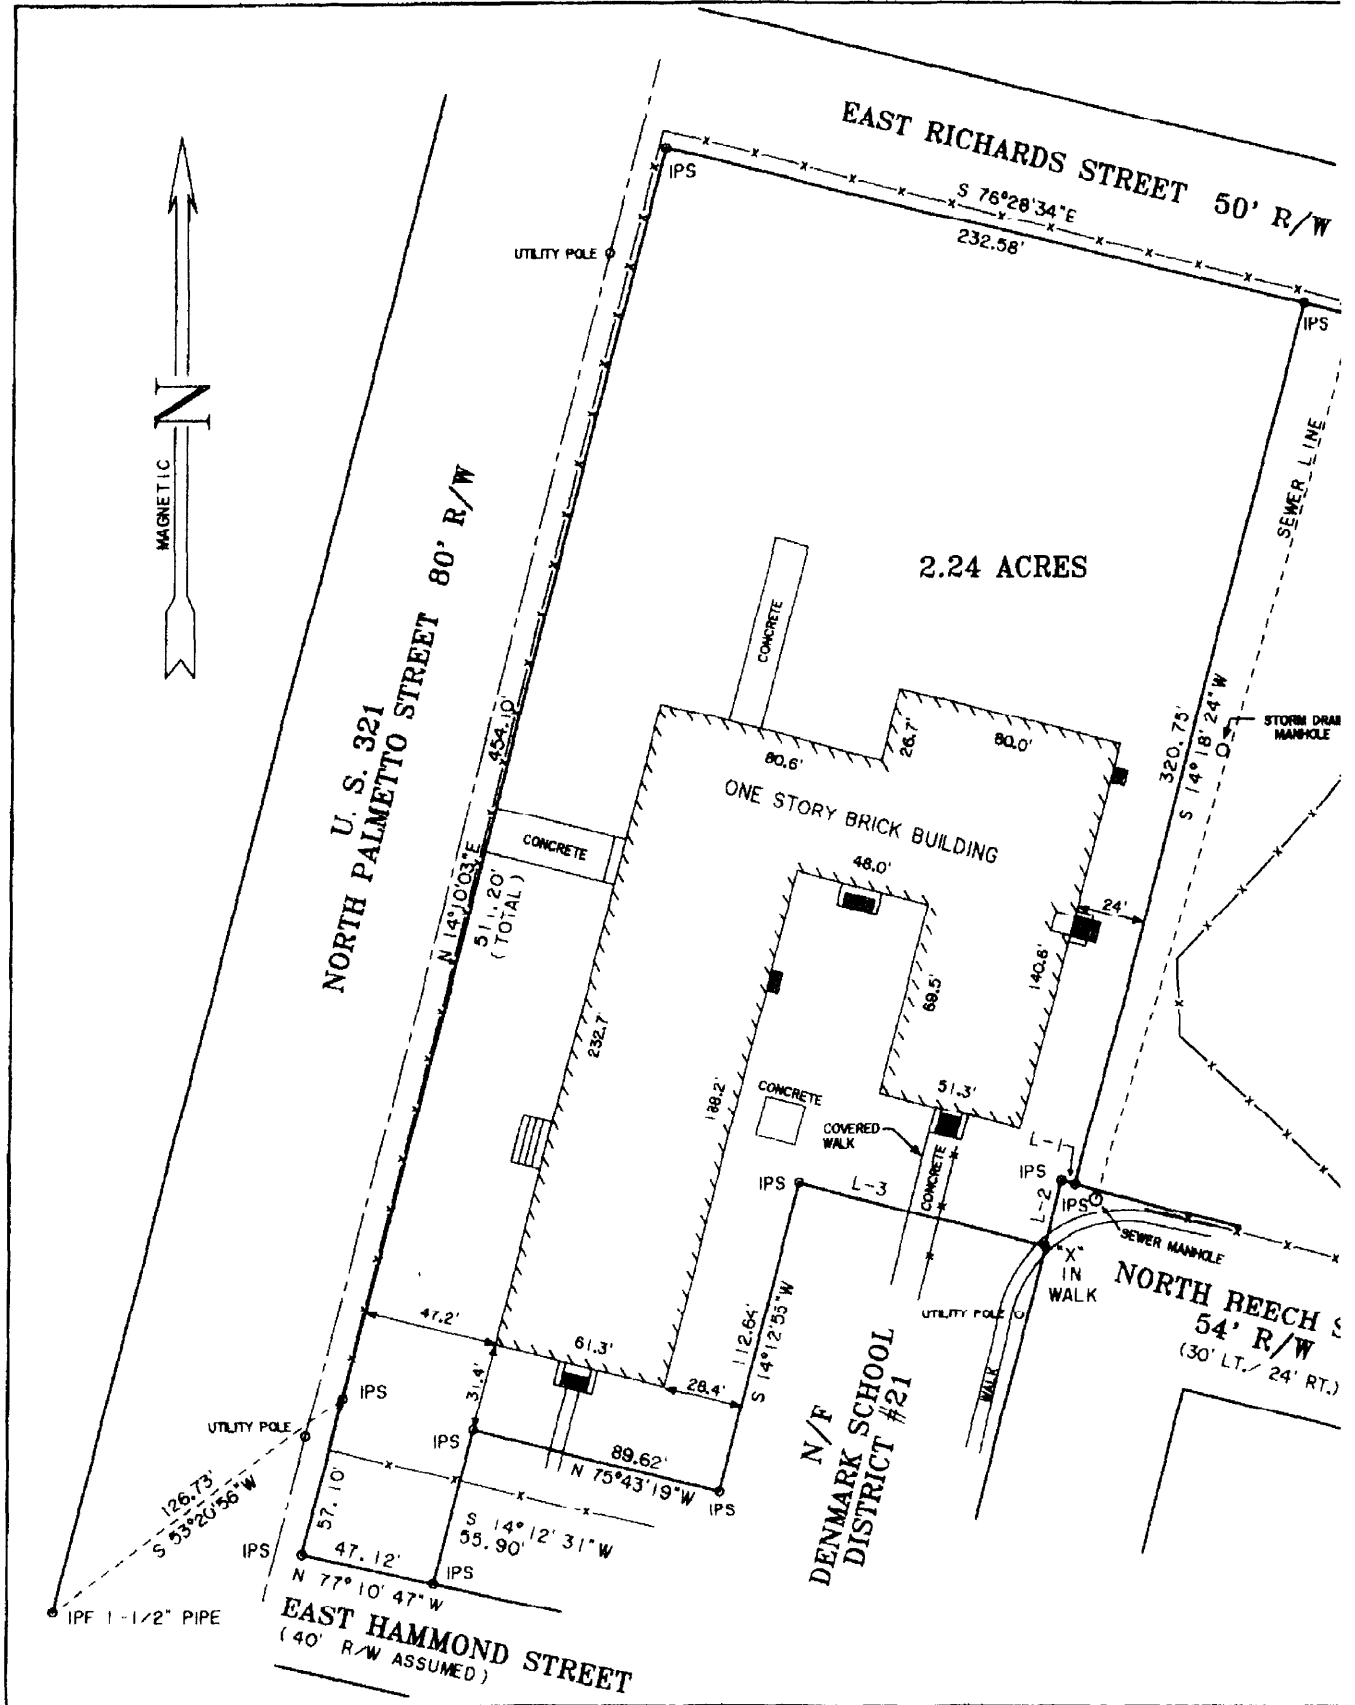 EAST RICHARDS STREET 50' R/W
S 76°28'34"E
232.58'
IPS
IPS
UTILITY POLE
N
MAGNETIC
U. S. 321
NORTH PALMETTO STREET 80' R/W
454.10'
N 14°10'03"E
511.20'
(TOTAL)
2.24 ACRES
SEWER LINE
CONCRETE
320.75'
S 14° 18' 24" W
STORM DRAI
MANHOLE
80.6'
26.7'
80.0'
ONE STORY BRICK BUILDING
CONCRETE
48.0'
24'
69.5'
140.6'
232.7'
188.2'
CONCRETE
51.3'
COVERED
WALK
CONCRETE
L-1
IPS
L-2
IPS
IPS
L-3
SEWER MANHOLE
"X"
IN
WALK
NORTH BEECH S
54' R/W
(30' LT./ 24' RT.)
UTILITY POLE
WALK
112.64'
S 14°12'55"W
47.2'
61.3'
28.4'
31.4'
IPS
UTILITY POLE
IPS
89.62'
N 75°43'19"W
IPS
N/F
DENMARK SCHOOL
DISTRICT #21
126.73'
S 53°20'56"W
57.10'
S 14°12'31"W
55.90'
IPS
47.12'
N 77°10'47"W
IPS
IPF 1-1/2" PIPE
EAST HAMMOND STREET
(40' R/W ASSUMED)